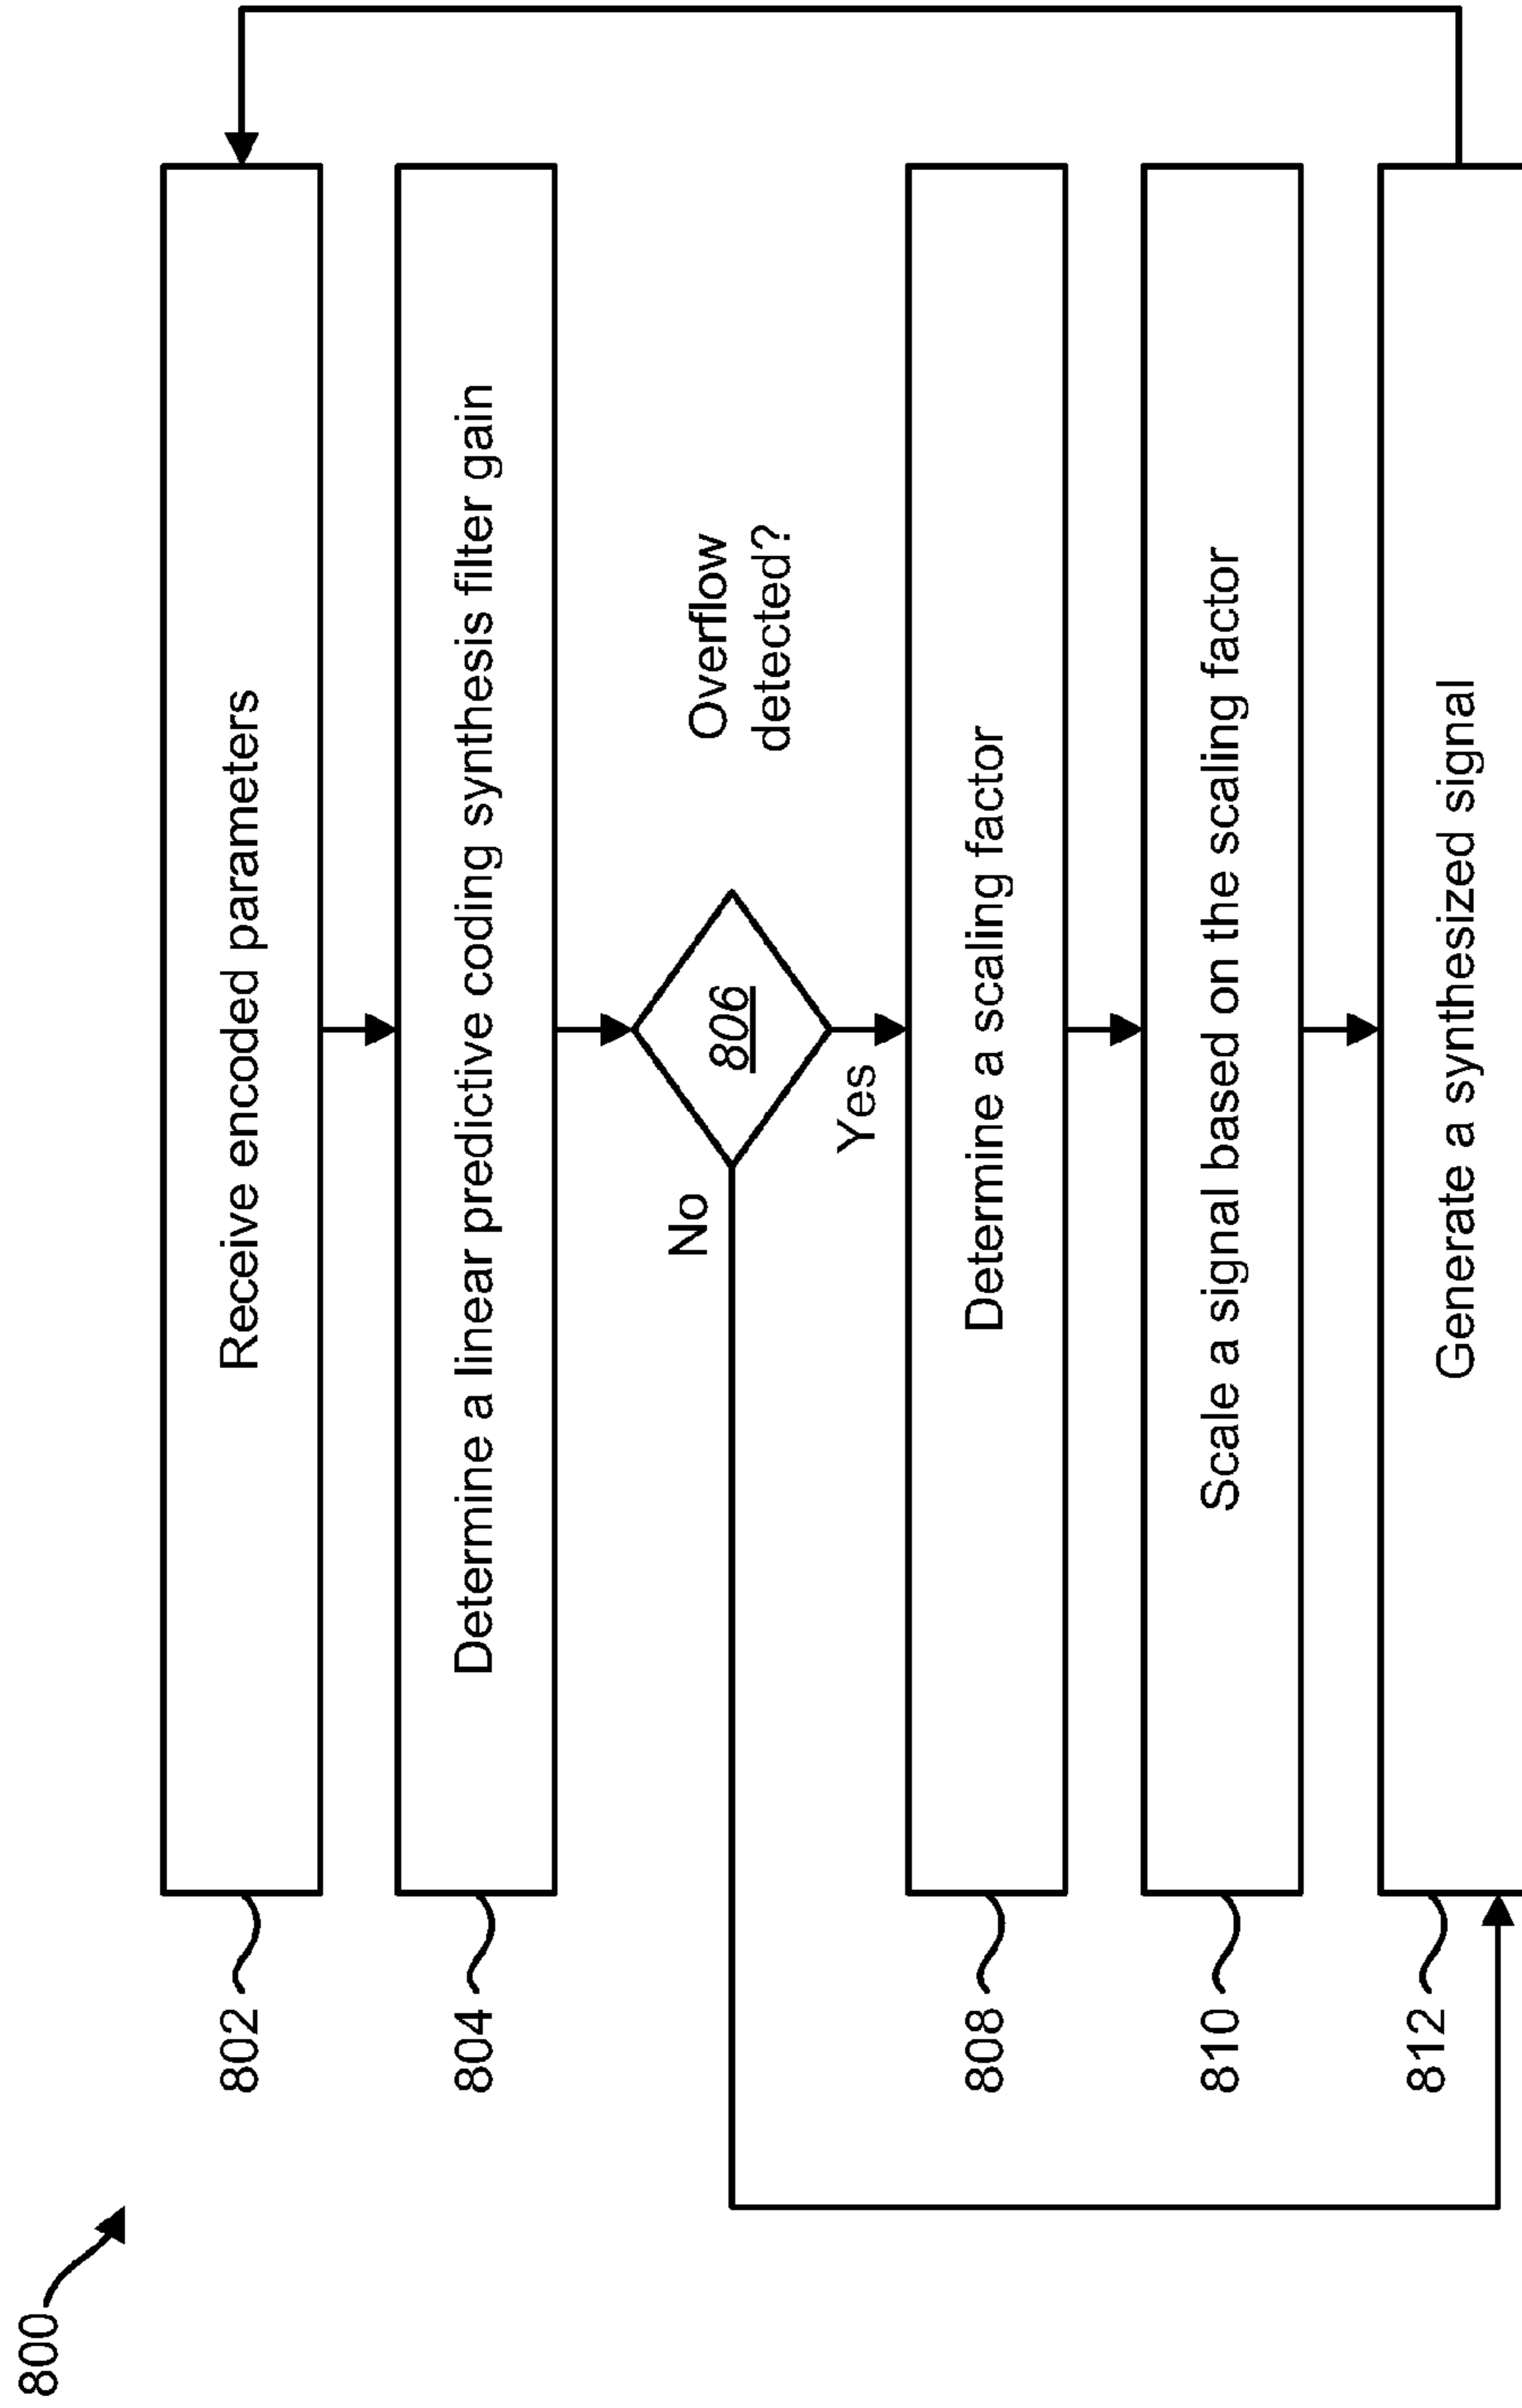 800
802
Receive encoded parameters
804
Determine a linear predictive coding synthesis filter gain
806
Overflow
detected?
No
Yes
808
Determine a scaling factor
810
Scale a signal based on the scaling factor
812
Generate a synthesized signal